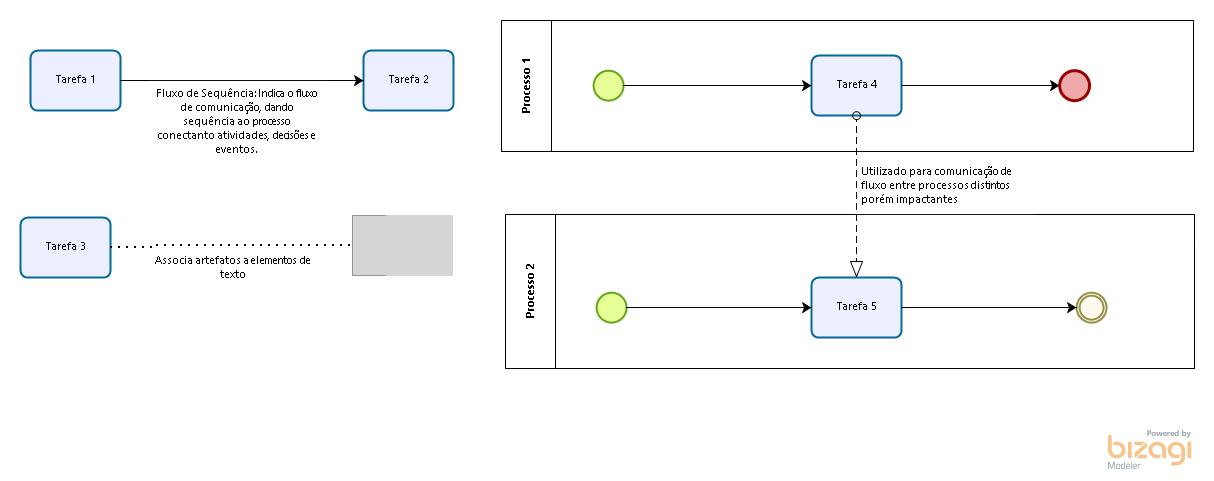 Tarefa 1
Tarefa 2
Fluxo de Sequência: Indica o fluxo
de comunicação, dando
sequência ao processo
conectanto atividades, decisões e
eventos.
Tarefa 3
Associa artefatos a elementos de
texto
Processo 1
Tarefa 4
Utilizado para comunicação de
fluxo entre processos distintos
porém impactantes
Processo 2
Tarefa 5
Powered by
bizagi
Modeler